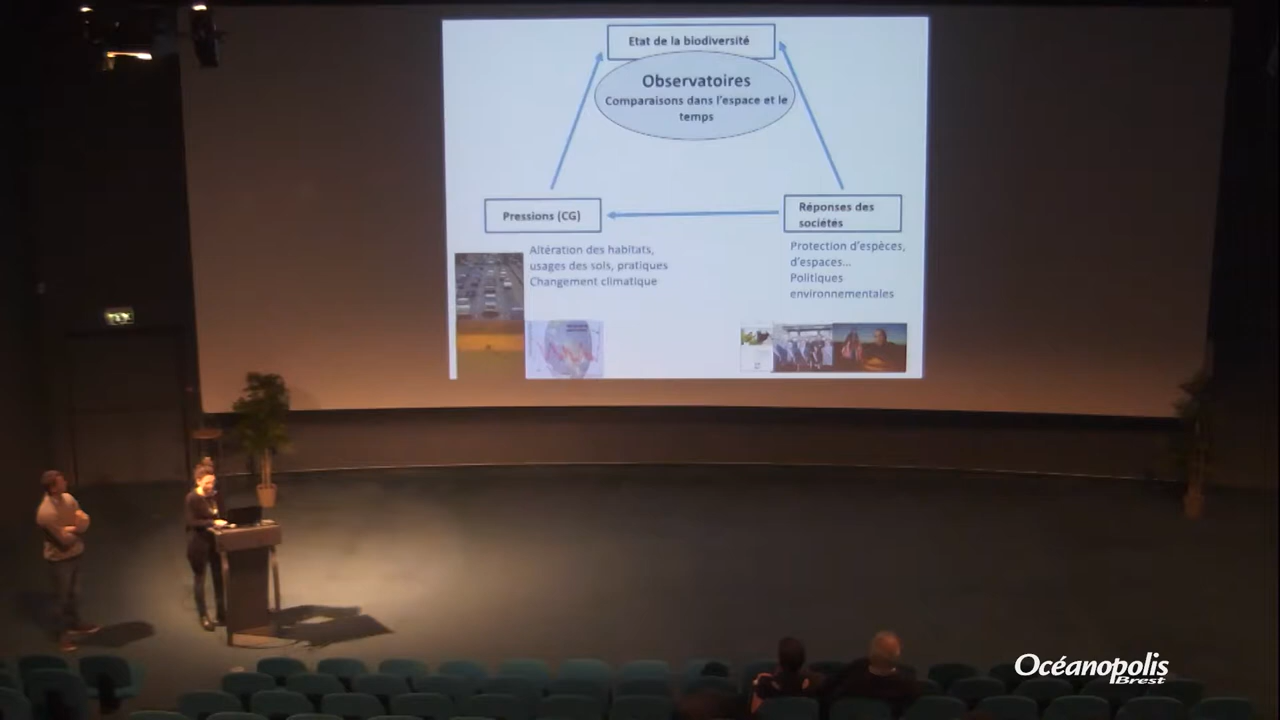 Etat de la biodiversité
Observatoires
Comparaisons dans l'espace et le
temps
Pressions (CG)
Réponses des
sociétés
Altération des habitats,
usages des sols, pratiques
Changement climatique
Protection d'espèces,
d'espaces...
Politiques
environnementales
Océanopolis
Brest